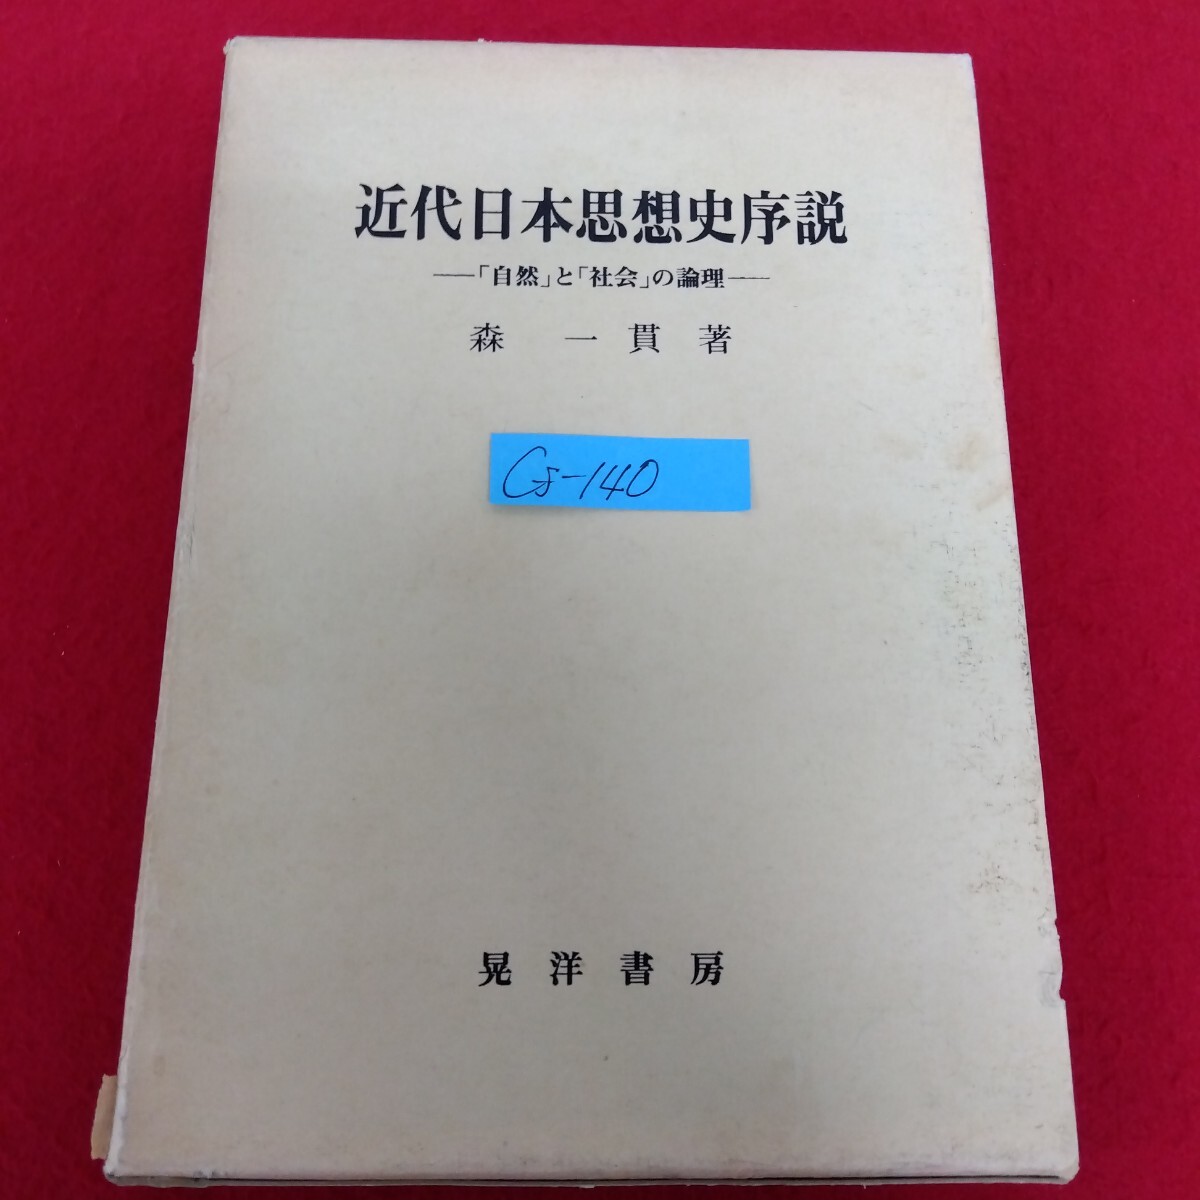 近代日本思想史序説
――「自然」と「社会」の論理――
森 一貫 著
Cs-140
晃洋書房